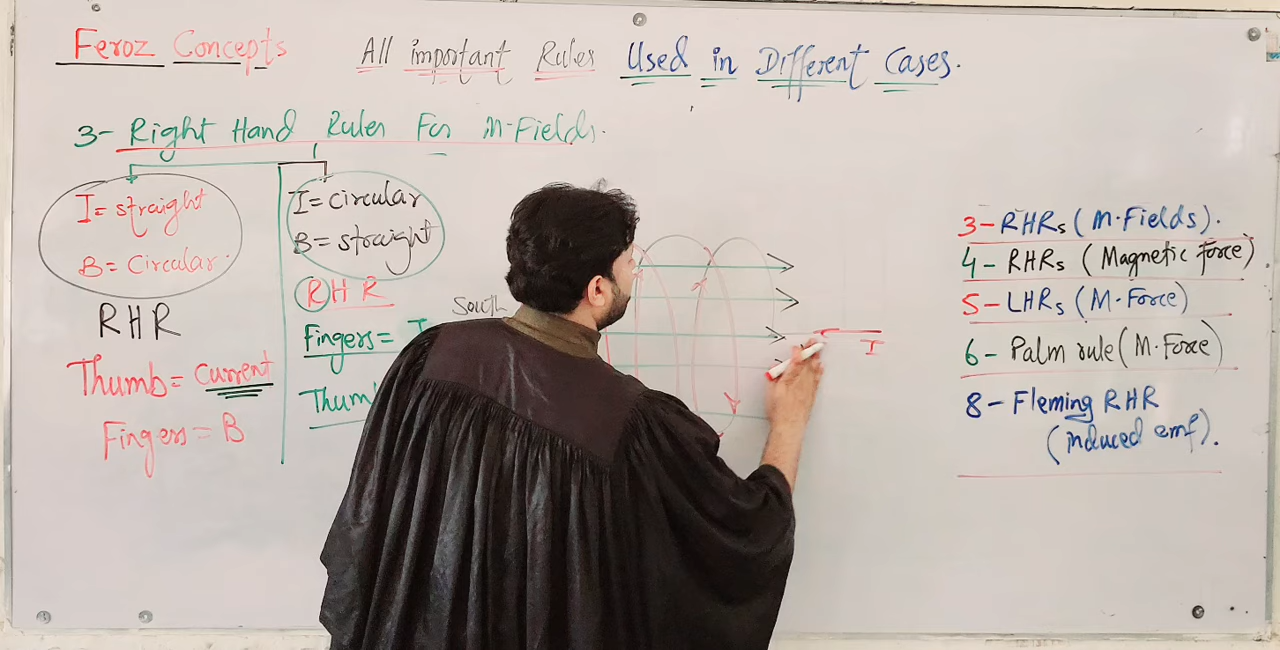 Feroz Concepts
All important Rules Used in Different Cases.
3- Right Hand Rules For M-Fields.
I = straight
B = Circular.
RHR
Thumb = Current
Fingers = B
I = circular
B = straight
RHR
Fingers = I
Thumb
South
I
3- RHRs (M.Fields).
4- RHRs (Magnetic force)
5- LHRs (M-Force)
6- Palm rule (M.Force)
8- Fleming RHR
(induced emf).